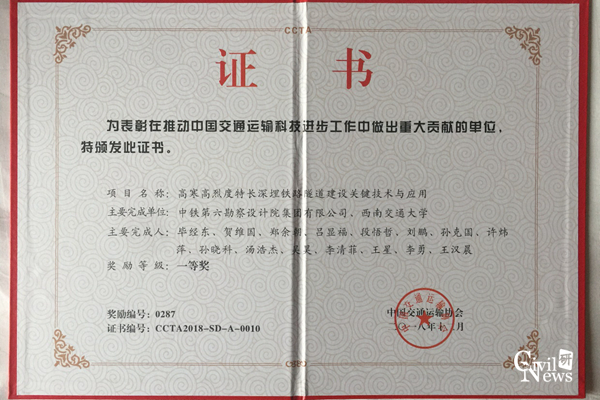 CCTA
证 书
为表彰在推动中国交通运输科技进步工作中做出重大贡献的单位，
特颁发此证书。
项 目 名 称：高寒高烈度特长深埋铁路隧道建设关键技术与应用
主要完成单位：中铁第六勘察设计院集团有限公司、西南交通大学
主要完成人：毕经东、贺维国、郑余朝、吕显福、段悟哲、刘鹏、孙克国、许炜
萍、孙晓科、汤浩杰、吴昊、李清菲、王星、李勇、王汉晨
奖 励 等 级：一等奖
奖励编号：0287
证书编号：CCTA2018-SD-A-0010
中国交通运输协会
二〇一八年十二月
Civil研
News